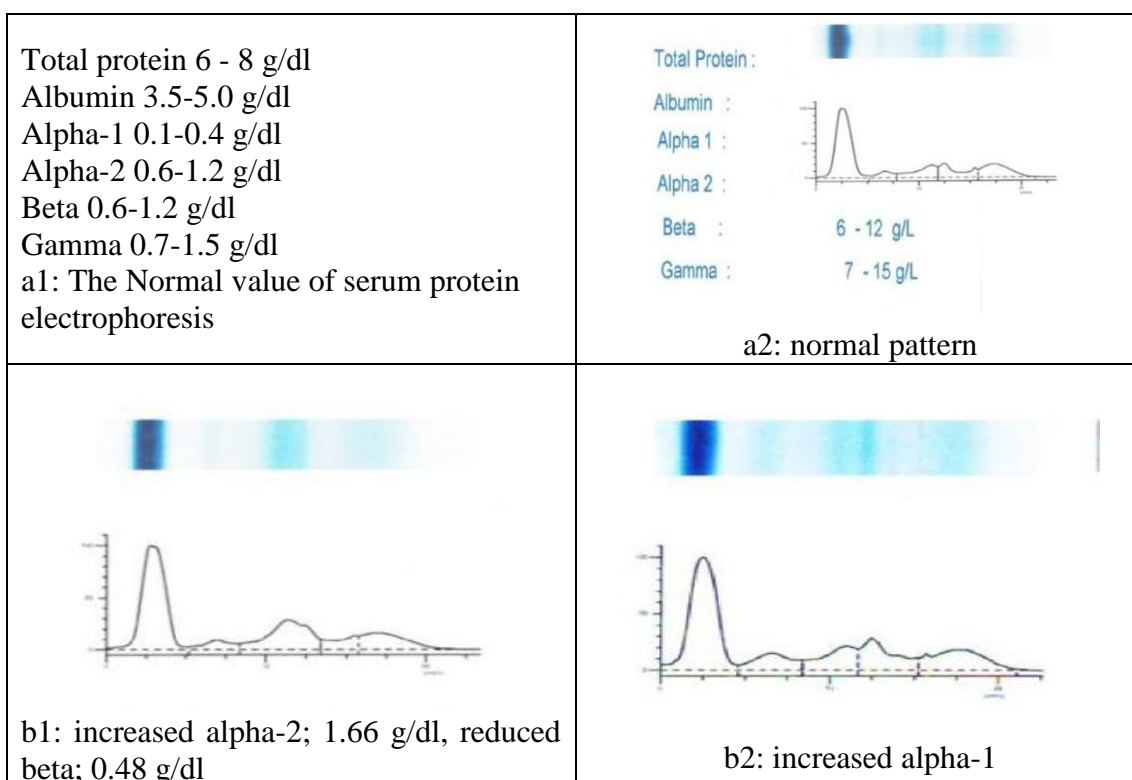 Total protein 6 - 8 g/dl
Albumin 3.5-5.0 g/dl
Alpha-1 0.1-0.4 g/dl
Alpha-2 0.6-1.2 g/dl
Beta 0.6-1.2 g/dl
Gamma 0.7-1.5 g/dl
a1: The Normal value of serum protein
electrophoresis
Total Protein :
Albumin :
Alpha 1 :
Alpha 2 :
Beta : 6 - 12 g/L
Gamma : 7 - 15 g/L
a2: normal pattern
b1: increased alpha-2; 1.66 g/dl, reduced
beta; 0.48 g/dl
b2: increased alpha-1